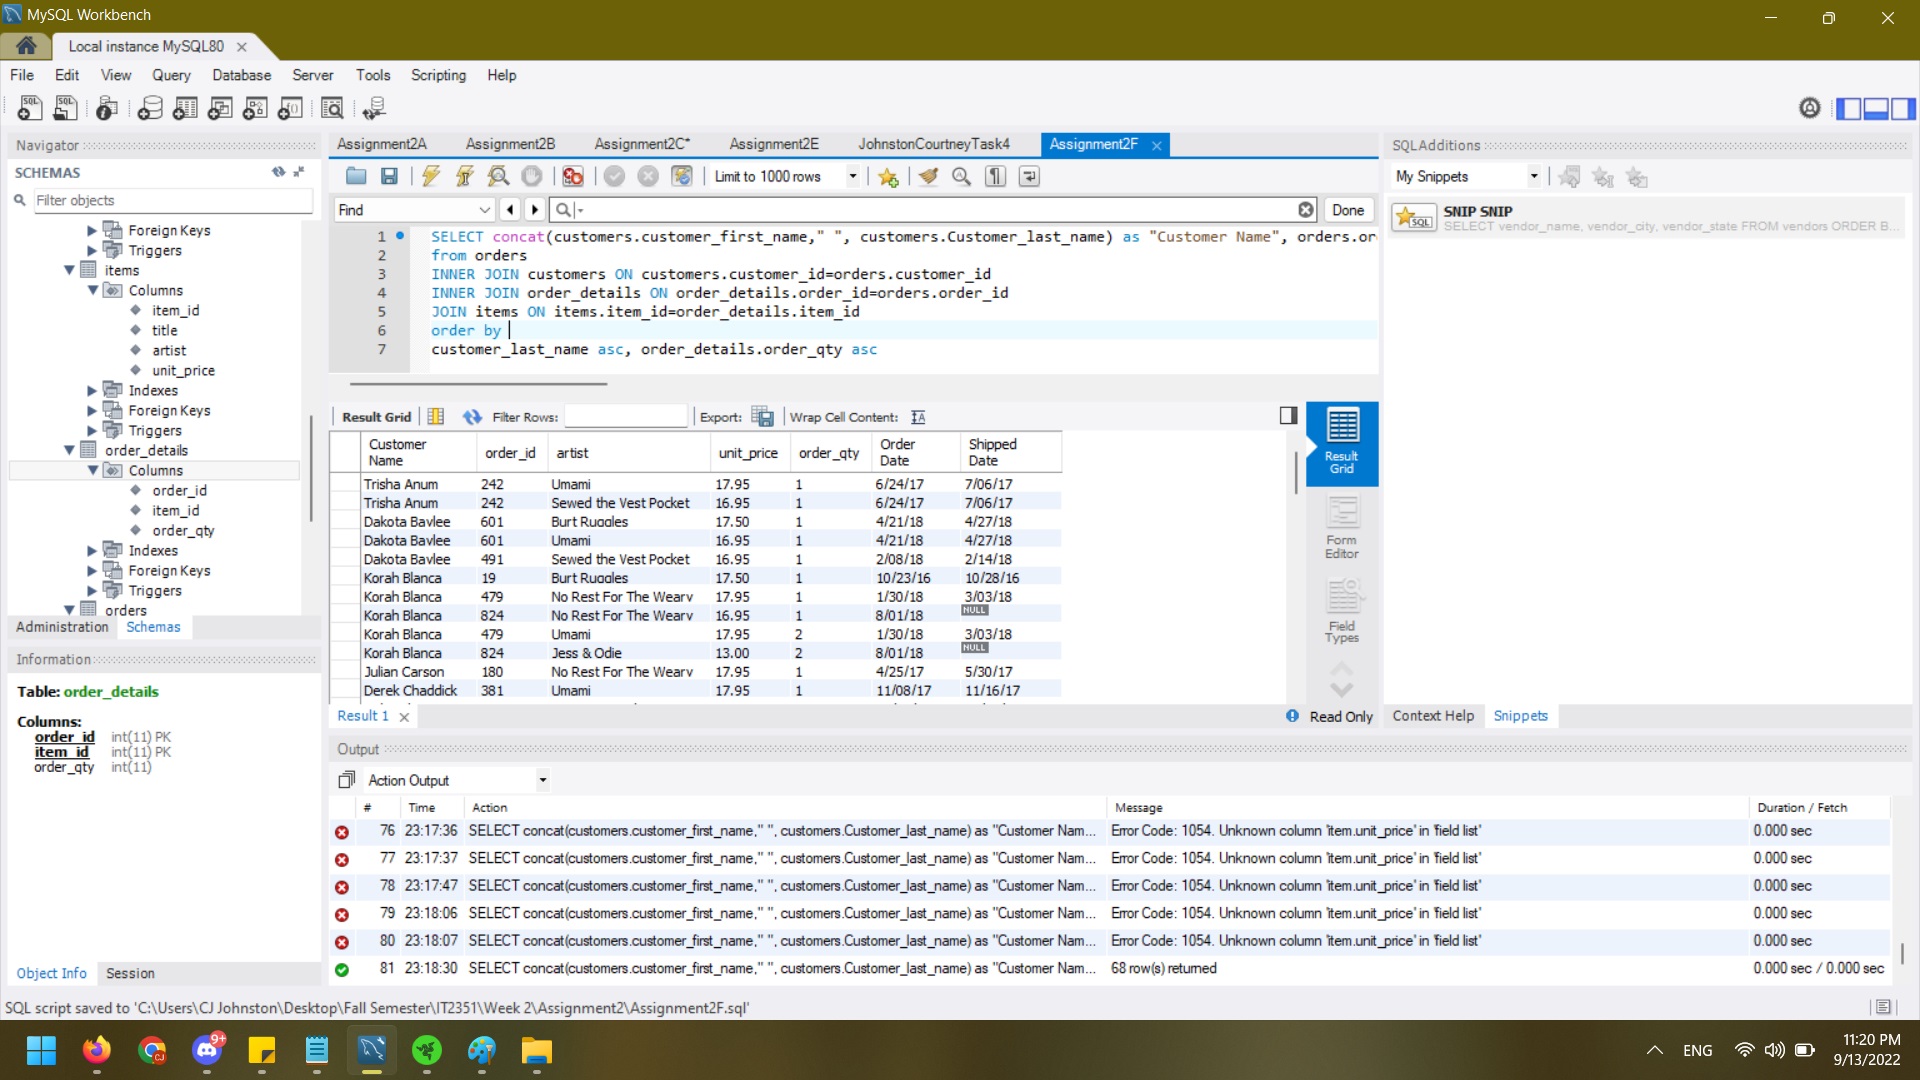 MySQL Workbench
Local instance MySQL80
File Edit View Query Database Server Tools Scripting Help
Navigator
SCHEMAS
Filter objects
Foreign Keys
Triggers
items
Columns
item_id
title
artist
unit_price
Indexes
Foreign Keys
Triggers
order_details
Columns
order_id
item_id
order_qty
Indexes
Foreign Keys
Triggers
orders
Administration Schemas
Information
Table: order_details
Columns:
order_id int(11) PK
item_id int(11) PK
order_qty int(11)
Object Info Session
Assignment2A Assignment2B Assignment2C* Assignment2E JohnstonCourtneyTask4 Assignment2F
Limit to 1000 rows
Find Done
1 SELECT concat(customers.customer_first_name," ", customers.Customer_last_name) as "Customer Name", orders.or
2 from orders
3 INNER JOIN customers ON customers.customer_id=orders.customer_id
4 INNER JOIN order_details ON order_details.order_id=orders.order_id
5 JOIN items ON items.item_id=order_details.item_id
6 order by
7 customer_last_name asc, order_details.order_qty asc
Result Grid Filter Rows: Export: Wrap Cell Content:
Customer Name order_id artist unit_price order_qty Order Date Shipped Date
Trisha Anum 242 Umami 17.95 1 6/24/17 7/06/17
Trisha Anum 242 Sewed the Vest Pocket 16.95 1 6/24/17 7/06/17
Dakota Baylee 601 Burt Ruggles 17.50 1 4/21/18 4/27/18
Dakota Baylee 601 Umami 16.95 1 4/21/18 4/27/18
Dakota Baylee 491 Sewed the Vest Pocket 16.95 1 2/08/18 2/14/18
Korah Blanca 19 Burt Ruggles 17.50 1 10/23/16 10/28/16
Korah Blanca 479 No Rest For The Weary 17.95 1 1/30/18 3/03/18
Korah Blanca 824 No Rest For The Weary 16.95 1 8/01/18 NULL
Korah Blanca 479 Umami 17.95 2 1/30/18 3/03/18
Korah Blanca 824 Jess & Odie 13.00 2 8/01/18 NULL
Julian Carson 180 No Rest For The Weary 17.95 1 4/25/17 5/30/17
Derek Chaddick 381 Umami 17.95 1 11/08/17 11/16/17
Result Grid
Form Editor
Field Types
Result 1 Read Only
SQLAdditions
My Snippets
SQL
SNIP SNIP
SELECT vendor_name, vendor_city, vendor_state FROM vendors ORDER B...
Context Help Snippets
Output
Action Output
# Time Action Message Duration / Fetch
76 23:17:36 SELECT concat(customers.customer_first_name," ", customers.Customer_last_name) as "Customer Nam... Error Code: 1054. Unknown column 'item.unit_price' in 'field list' 0.000 sec
77 23:17:37 SELECT concat(customers.customer_first_name," ", customers.Customer_last_name) as "Customer Nam... Error Code: 1054. Unknown column 'item.unit_price' in 'field list' 0.000 sec
78 23:17:47 SELECT concat(customers.customer_first_name," ", customers.Customer_last_name) as "Customer Nam... Error Code: 1054. Unknown column 'item.unit_price' in 'field list' 0.000 sec
79 23:18:06 SELECT concat(customers.customer_first_name," ", customers.Customer_last_name) as "Customer Nam... Error Code: 1054. Unknown column 'item.unit_price' in 'field list' 0.000 sec
80 23:18:07 SELECT concat(customers.customer_first_name," ", customers.Customer_last_name) as "Customer Nam... Error Code: 1054. Unknown column 'item.unit_price' in 'field list' 0.000 sec
81 23:18:30 SELECT concat(customers.customer_first_name," ", customers.Customer_last_name) as "Customer Nam... 68 row(s) returned 0.000 sec / 0.000 sec
SQL script saved to 'C:\Users\CJ Johnston\Desktop\Fall Semester\IT2351\Week 2\Assignment2\Assignment2F.sql'
CJ
9+
ENG
11:20 PM
9/13/2022